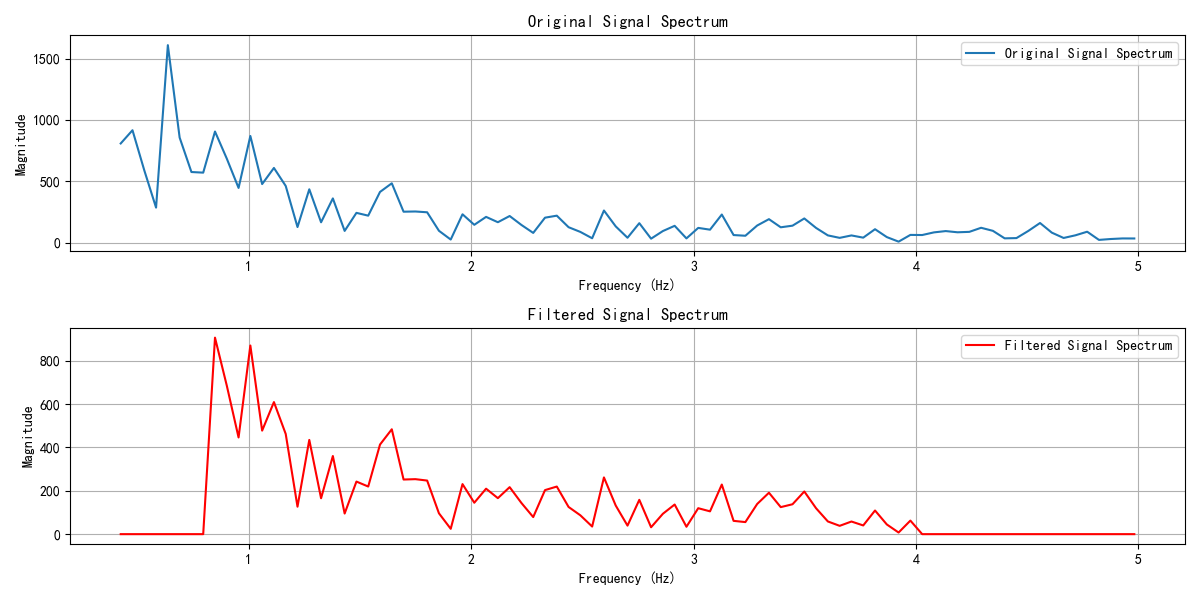 Original Signal Spectrum
Original Signal Spectrum
1500
1000
500
0
Magnitude
1 2 3 4 5
Frequency (Hz)
Filtered Signal Spectrum
Filtered Signal Spectrum
800
600
400
200
0
Magnitude
1 2 3 4 5
Frequency (Hz)